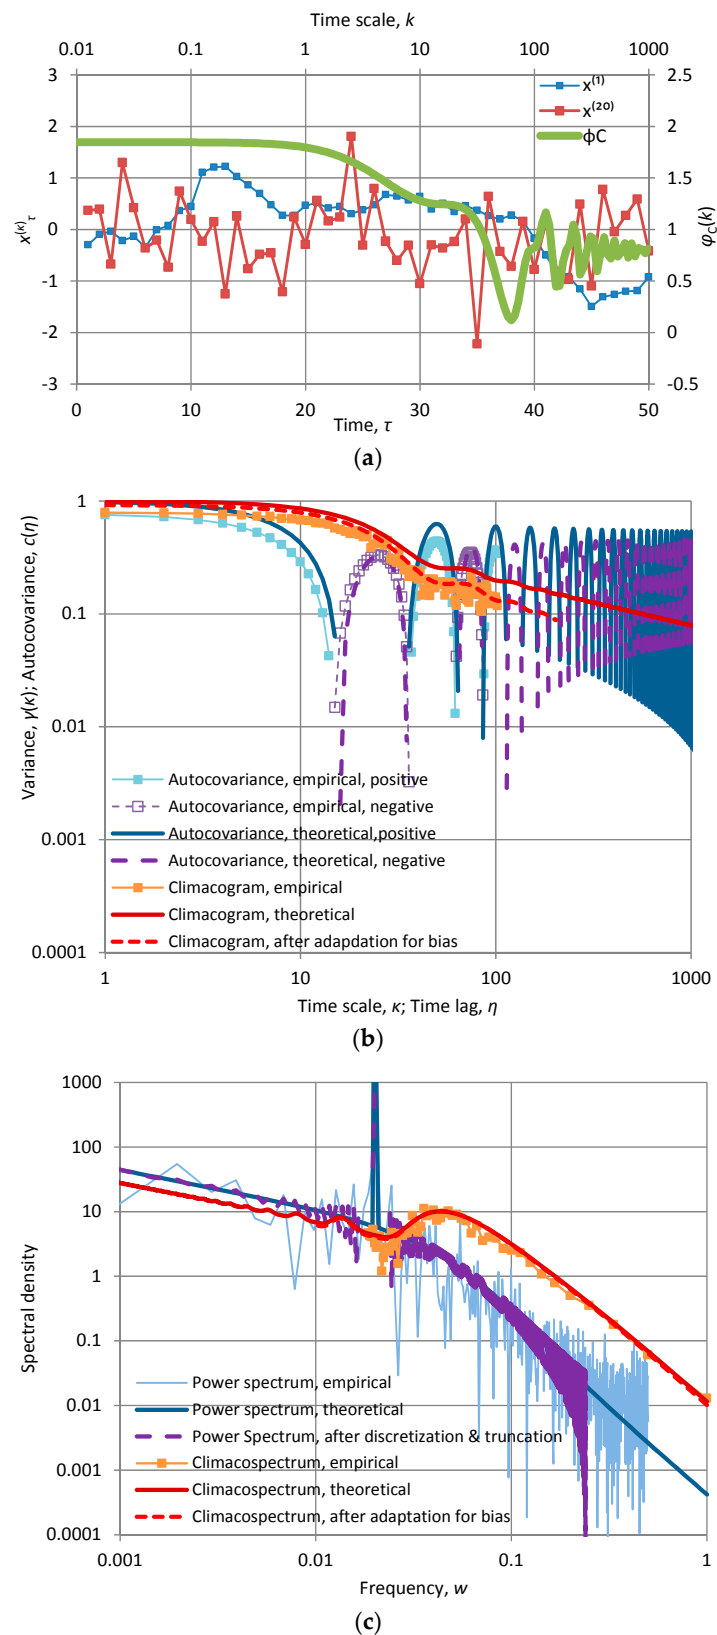 Time scale, k
0.01 0.1 1 10 100 1000
3 2.5
x⁽¹⁾
x⁽²⁰⁾
ϕC
2 2
1 1.5
0 1
-1 0.5
-2 0
-3 -0.5
x⁽ᵏ⁾τ
φC(k)
0 10 20 30 40 50
Time, τ
(a)
Variance, γ(κ); Autocovariance, c(η)
1
0.1
0.01
0.001
0.0001
Autocovariance, empirical, positive
Autocovariance, empirical, negative
Autocovariance, theoretical,positive
Autocovariance, theoretical, negative
Climacogram, empirical
Climacogram, theoretical
Climacogram, after adapdation for bias
1 10 100 1000
Time scale, κ; Time lag, η
(b)
Spectral density
1000
100
10
1
0.1
0.01
0.001
0.0001
Power spectrum, empirical
Power spectrum, theoretical
Power Spectrum, after discretization & truncation
Climacospectrum, empirical
Climacospectrum, theoretical
Climacospectrum, after adaptation for bias
0.001 0.01 0.1 1
Frequency, w
(c)